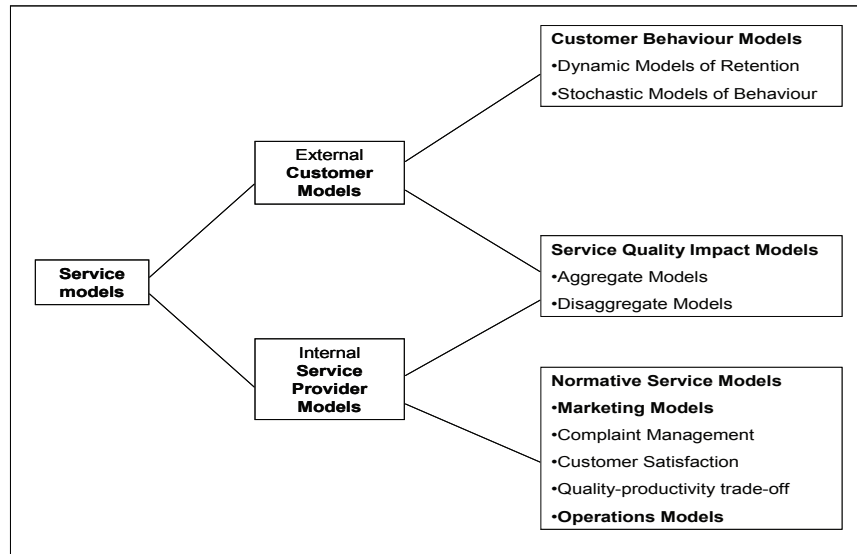 Service
models
External
Customer
Models
Internal
Service
Provider
Models
Customer Behaviour Models
•Dynamic Models of Retention
•Stochastic Models of Behaviour
Service Quality Impact Models
•Aggregate Models
•Disaggregate Models
Normative Service Models
•Marketing Models
•Complaint Management
•Customer Satisfaction
•Quality-productivity trade-off
•Operations Models